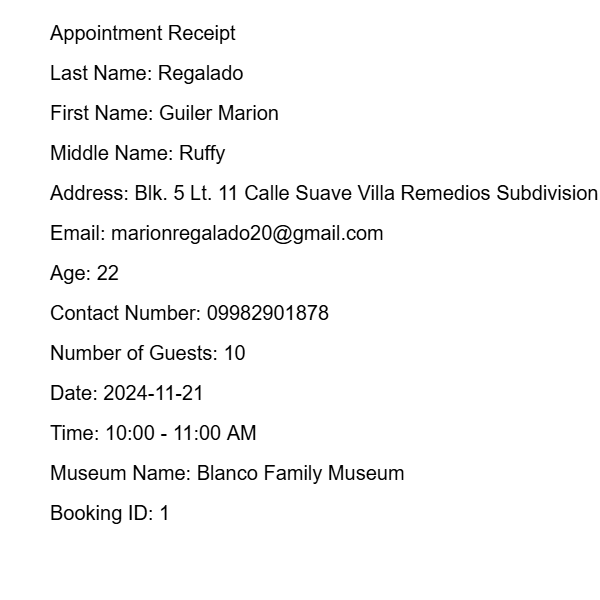 Appointment Receipt
Last Name: Regalado
First Name: Guiler Marion
Middle Name: Ruffy
Address: Blk. 5 Lt. 11 Calle Suave Villa Remedios Subdivision
Email: marionregalado20@gmail.com
Age: 22
Contact Number: 09982901878
Number of Guests: 10
Date: 2024-11-21
Time: 10:00 - 11:00 AM
Museum Name: Blanco Family Museum
Booking ID: 1